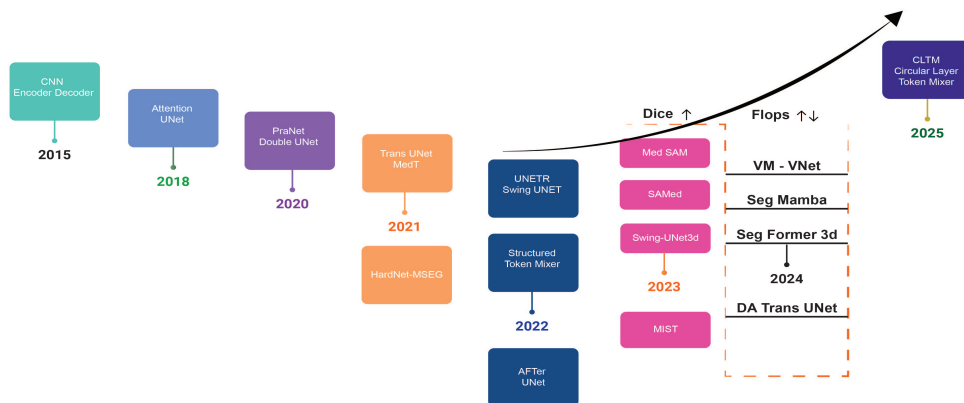 CNN
Encoder Decoder
2015
Attention
UNet
2018
PraNet
Double UNet
2020
Trans UNet
MedT
2021
HardNet-MSEG
UNETR
Swing UNET
Structured
Token Mixer
2022
AFTer
UNet
Dice ↑
Med SAM
SAMed
Swing-UNet3d
2023
MIST
Flops ↑↓
VM - VNet
Seg Mamba
Seg Former 3d
2024
DA Trans UNet
CLTM
Circular Layer
Token Mixer
2025